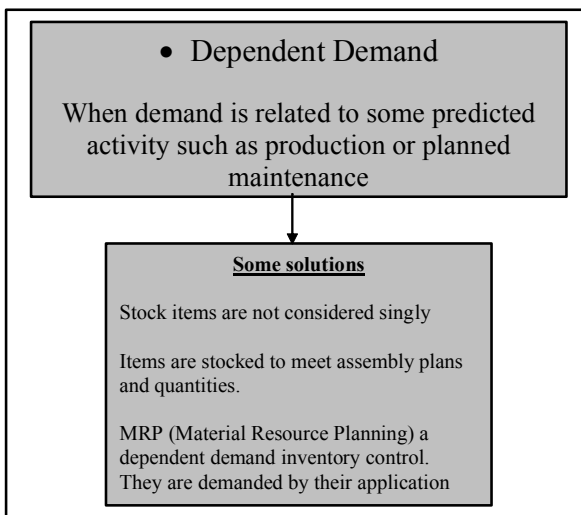 • Dependent Demand
When demand is related to some predicted
activity such as production or planned
maintenance
Some solutions
Stock items are not considered singly
Items are stocked to meet assembly plans
and quantities.
MRP (Material Resource Planning) a
dependent demand inventory control.
They are demanded by their application